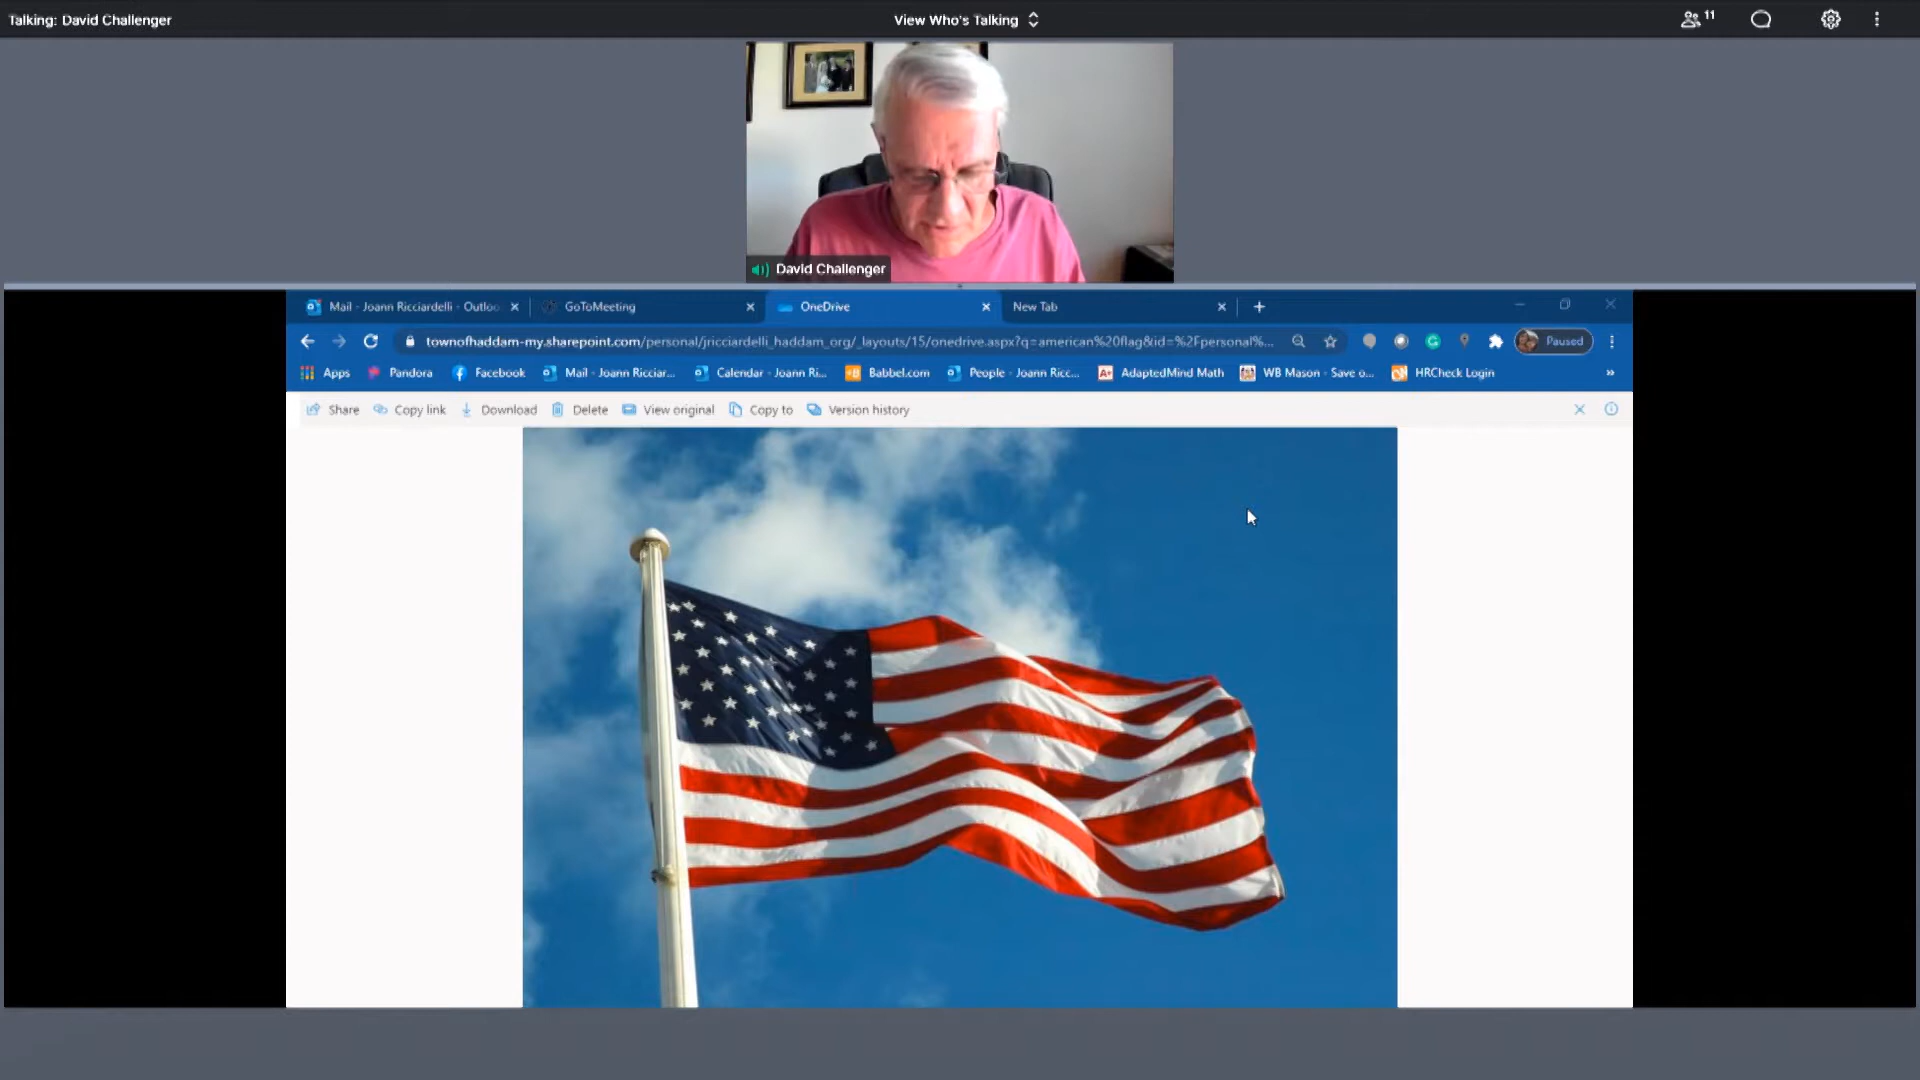 Talking: David Challenger
View Who's Talking
11
David Challenger
Mail - Joann Ricciardelli - Outloo
GoToMeeting
OneDrive
New Tab
townofhaddam-my.sharepoint.com/personal/jricciardelli_haddam_org/_layouts/15/onedrive.aspx?q=american%20flag&id=%2Fpersonal%...
Paused
Apps
Pandora
Facebook
Mail - Joann Ricciar...
Calendar - Joann Ri...
Babbel.com
People - Joann Ricc...
A+
AdaptedMind Math
WB Mason - Save o...
HRCheck Login
Share
Copy link
Download
Delete
View original
Copy to
Version history